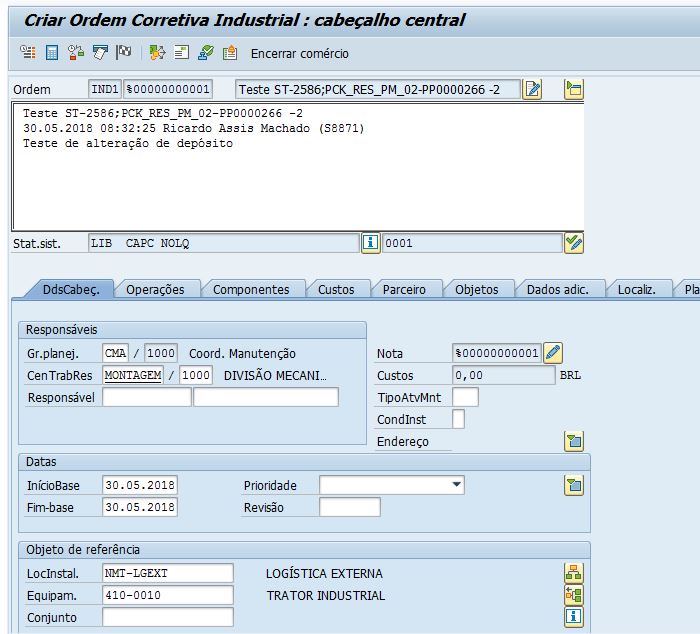 Criar Ordem Corretiva Industrial : cabeçalho central
Encerrar comércio
Ordem IND1 %00000000001 Teste ST-2586;PCK_RES_PM_02-PP0000266 -2
Teste ST-2586;PCK_RES_PM_02-PP0000266 -2
30.05.2018 08:32:25 Ricardo Assis Machado (S8871)
Teste de alteração de depósito
Stat.sist. LIB CAPC NOLQ 0001
DdsCabeç. Operações Componentes Custos Parceiro Objetos Dados adic. Localiz. Pla
Responsáveis
Gr.planej. CMA / 1000 Coord. Manutenção Nota %00000000001
CenTrabRes MONTAGEM / 1000 DIVISÃO MECANI... Custos 0,00 BRL
Responsável TipoAtvMnt
CondInst
Endereço
Datas
InícioBase 30.05.2018 Prioridade
Fim-base 30.05.2018 Revisão
Objeto de referência
LocInstal. NMT-LGEXT LOGÍSTICA EXTERNA
Equipam. 410-0010 TRATOR INDUSTRIAL
Conjunto